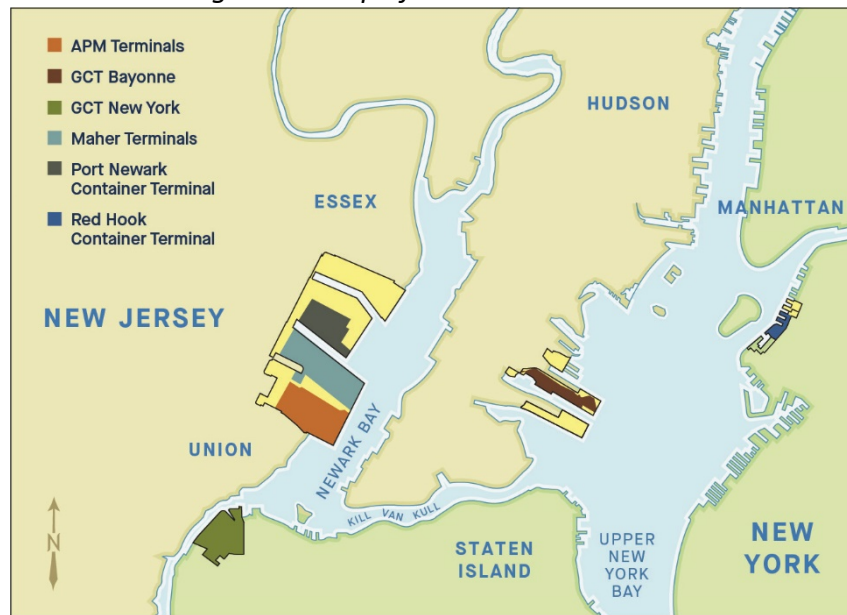 APM Terminals
GCT Bayonne
GCT New York
Maher Terminals
Port Newark
Container Terminal
Red Hook
Container Terminal
HUDSON
ESSEX
MANHATTAN
NEW JERSEY
UNION
NEWARK BAY
KILL VAN KULL
STATEN
ISLAND
UPPER
NEW
YORK
BAY
NEW
YORK
N